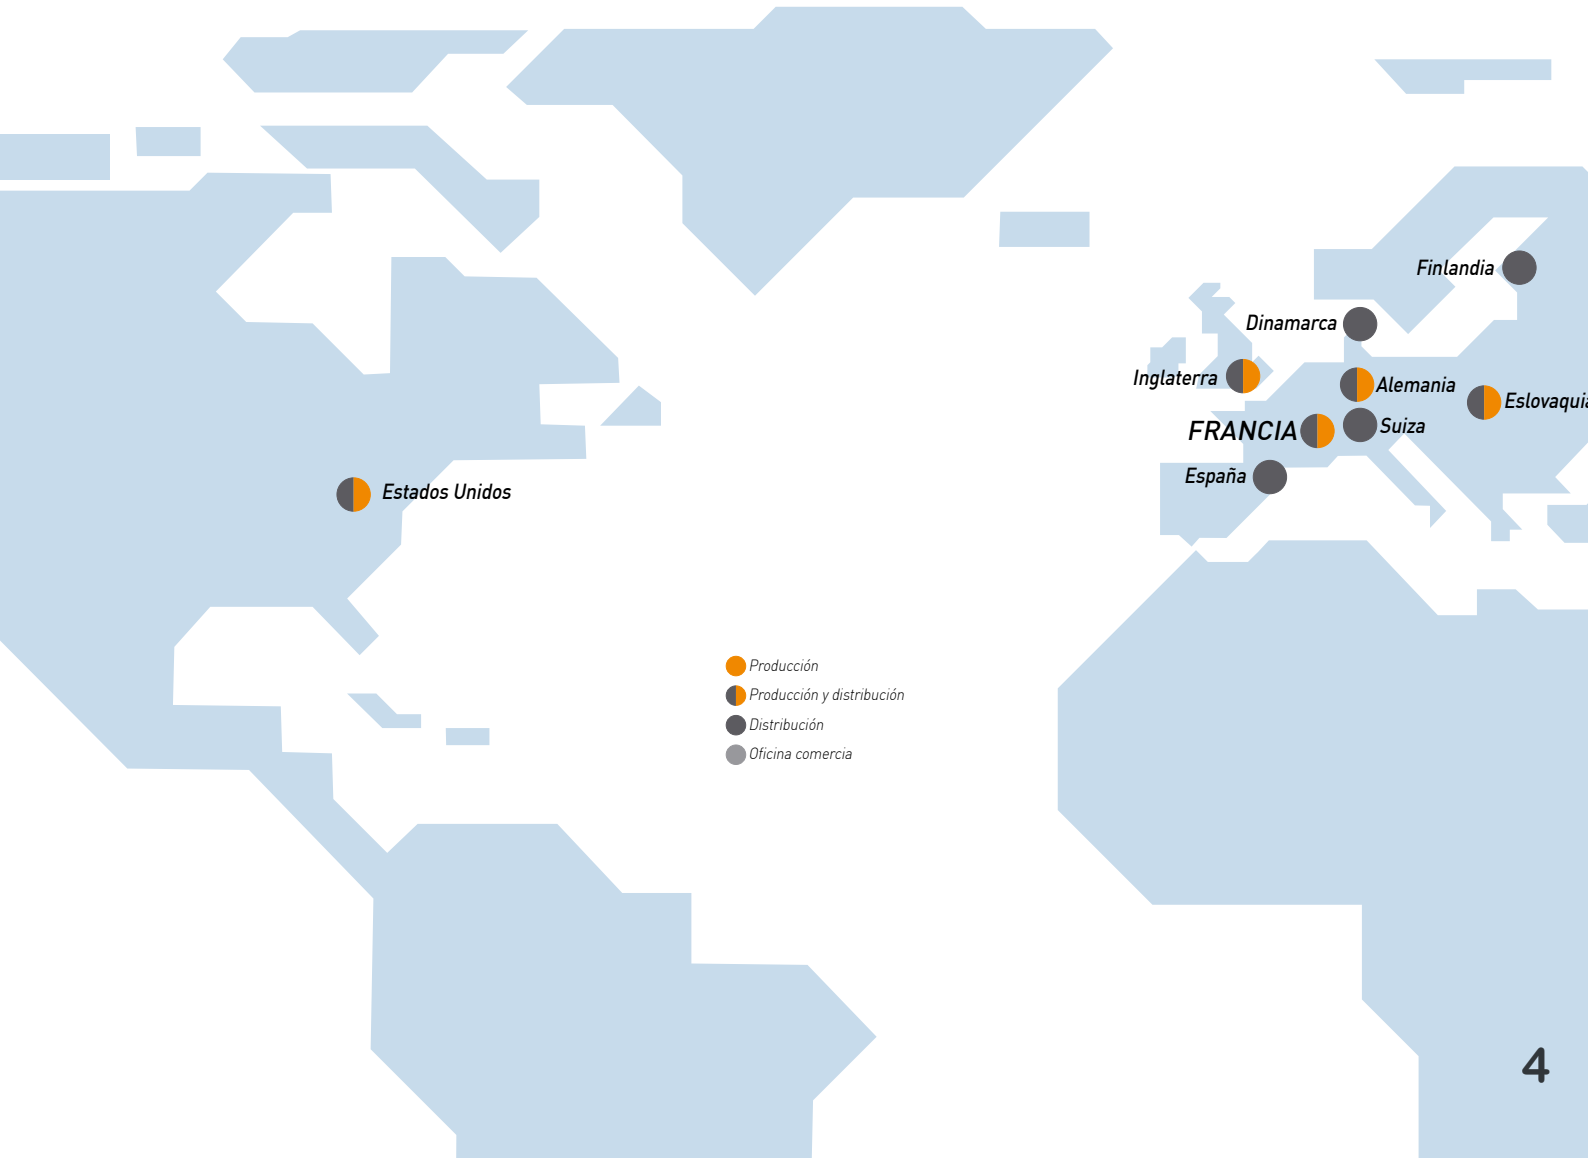 Finlandia
Dinamarca
Inglaterra
Alemania
Eslovaquia
FRANCIA
Suiza
España
Estados Unidos
Producción
Producción y distribución
Distribución
Oficina comercia
4